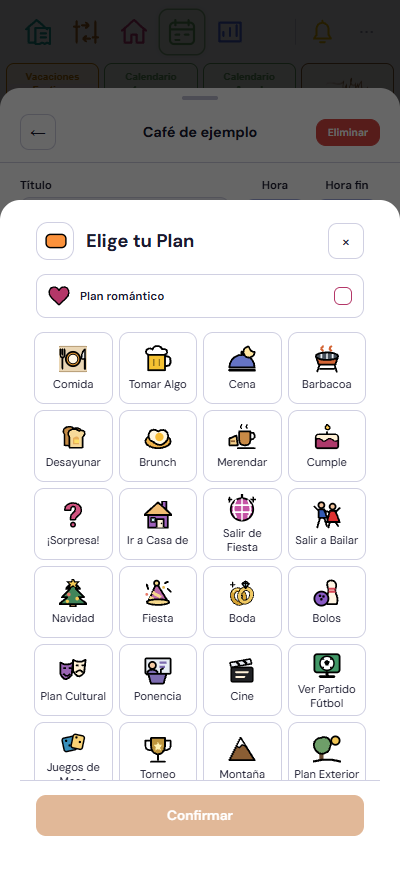 Vacaciones
Calendario
Calendario
←
Café de ejemplo
Eliminar
Título
Hora
Hora fin
Elige tu Plan
×
Plan romántico
Comida
Tomar Algo
Cena
Barbacoa
Desayunar
Brunch
Merendar
Cumple
¡Sorpresa!
Ir a Casa de
Salir de
Fiesta
Salir a Bailar
Navidad
Fiesta
Boda
Bolos
Plan Cultural
Ponencia
Cine
Ver Partido
Fútbol
Juegos de
Mesa
Torneo
Montaña
Plan Exterior
Confirmar